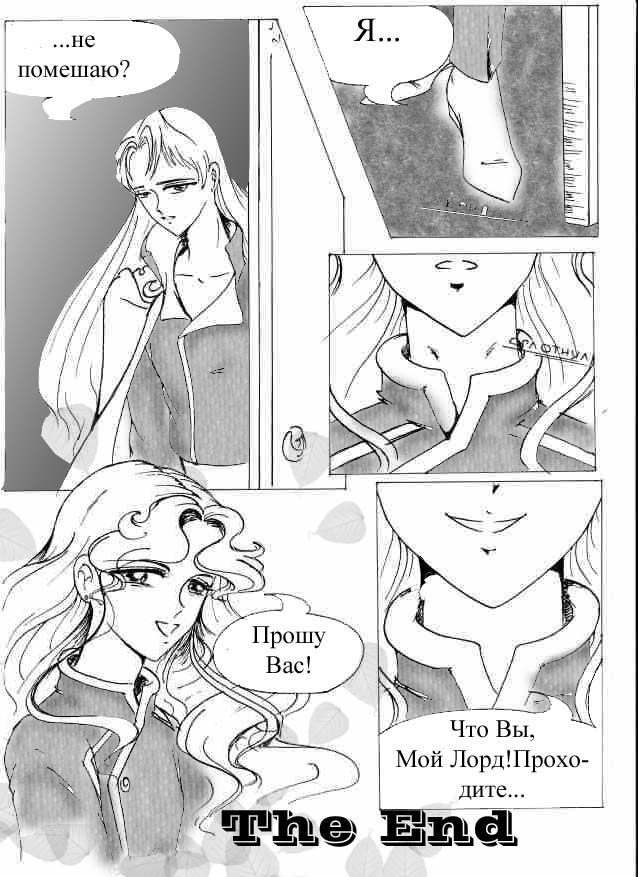 Я...
...не
помешаю?
сглотнул
Что Вы,
Мой Лорд!Прохо-
дите...
Прошу
Вас!
The End